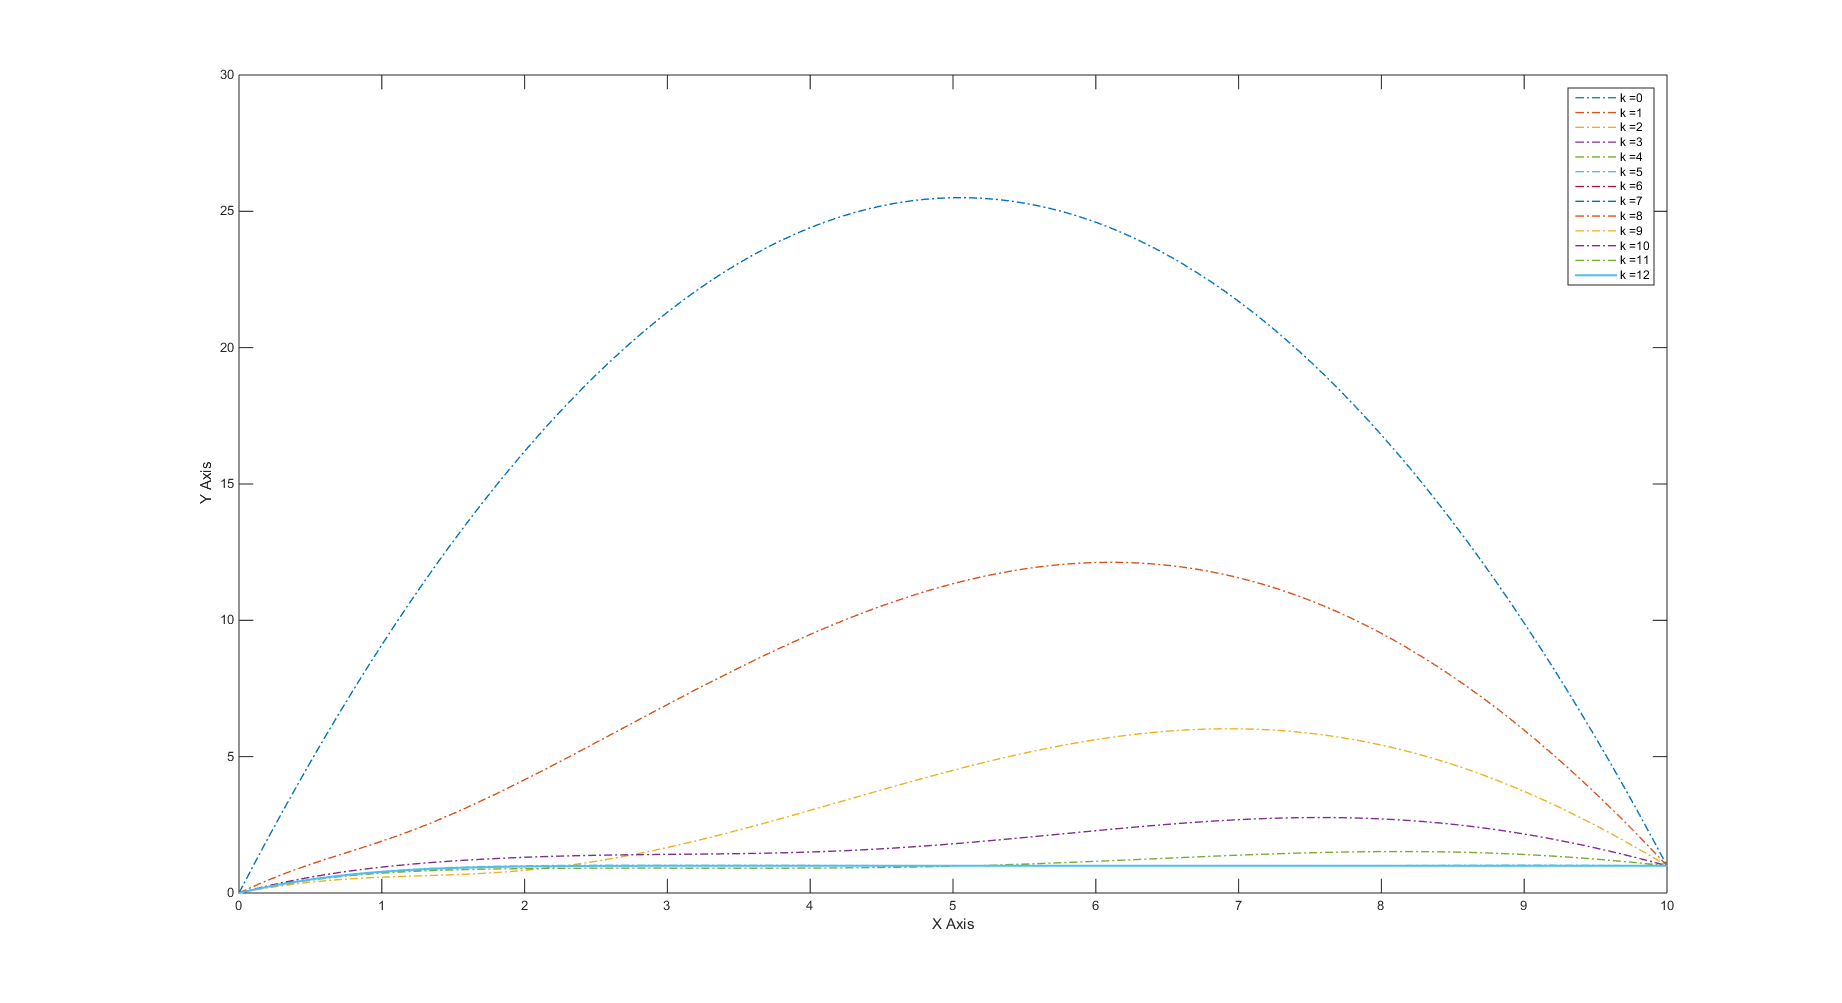 30
25
20
15
10
5
0
Y Axis
0 1 2 3 4 5 6 7 8 9 10
X Axis
k =0
k =1
k =2
k =3
k =4
k =5
k =6
k =7
k =8
k =9
k =10
k =11
k =12